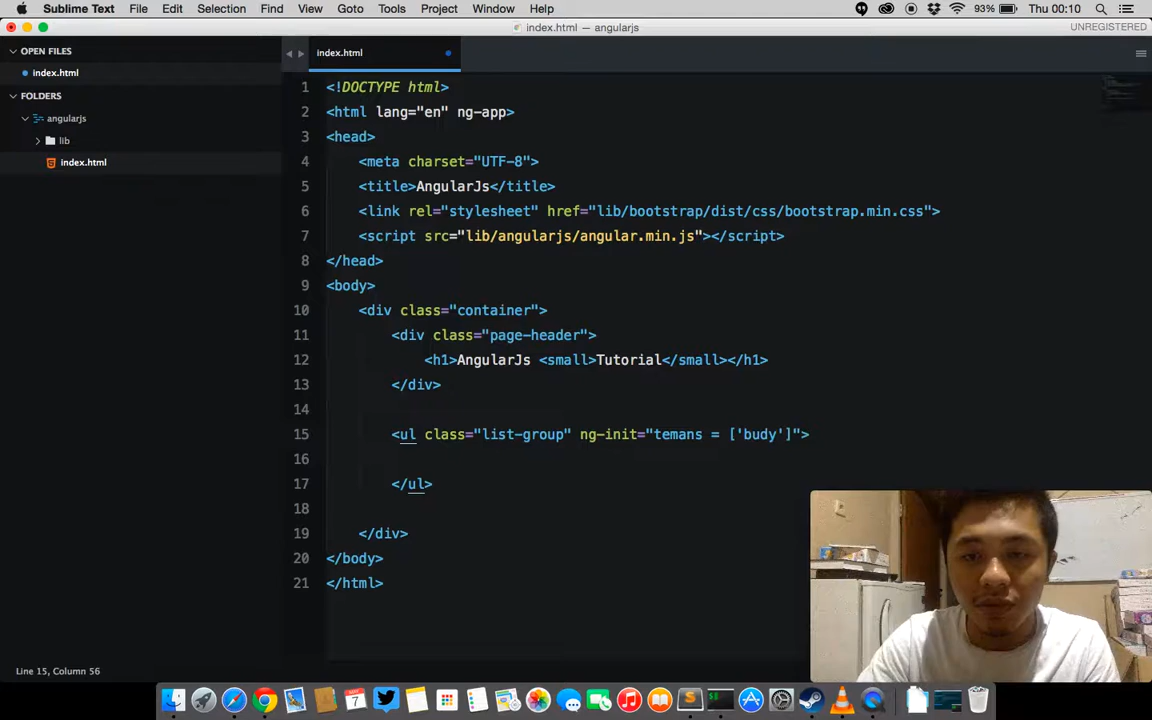 Sublime Text File Edit Selection Find View Goto Tools Project Window Help 93% Thu 00:10
index.html — angularjs UNREGISTERED
OPEN FILES
index.html
FOLDERS
angularjs
lib
index.html
index.html
1 <!DOCTYPE html>
2 <html lang="en" ng-app>
3 <head>
4 <meta charset="UTF-8">
5 <title>AngularJs</title>
6 <link rel="stylesheet" href="lib/bootstrap/dist/css/bootstrap.min.css">
7 <script src="lib/angularjs/angular.min.js"></script>
8 </head>
9 <body>
10 <div class="container">
11 <div class="page-header">
12 <h1>AngularJs <small>Tutorial</small></h1>
13 </div>
14
15 <ul class="list-group" ng-init="temans = ['budy']">
16
17 </ul>
18
19 </div>
20 </body>
21 </html>
Line 15, Column 56
7